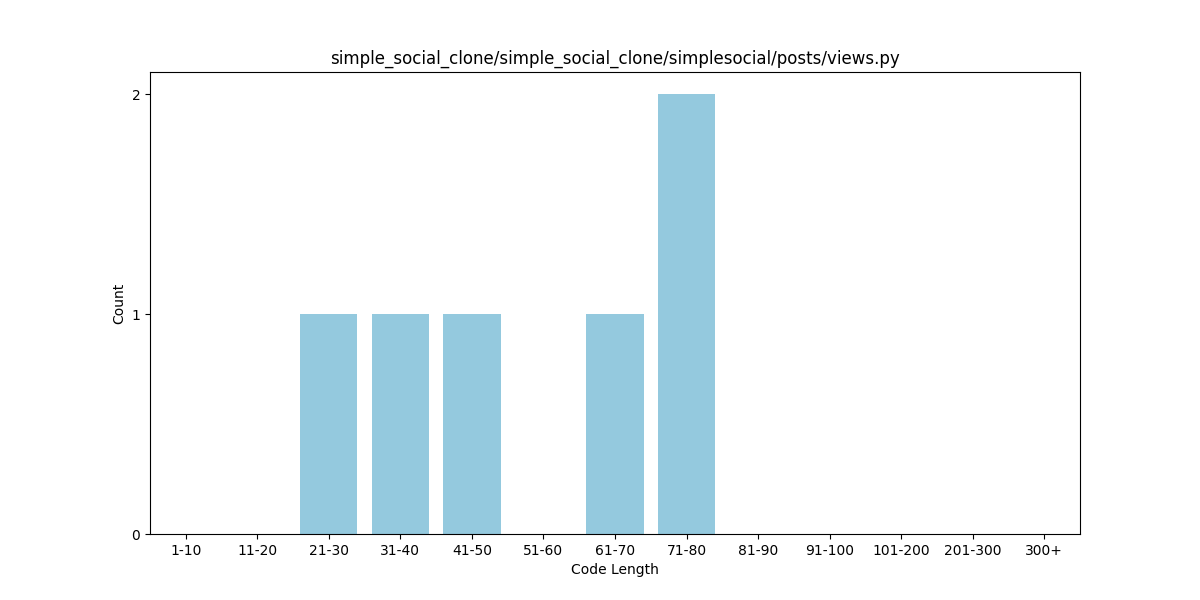 simple_social_clone/simple_social_clone/simplesocial/posts/views.py
Count
2
1
0
1-10 11-20 21-30 31-40 41-50 51-60 61-70 71-80 81-90 91-100 101-200 201-300 300+
Code Length